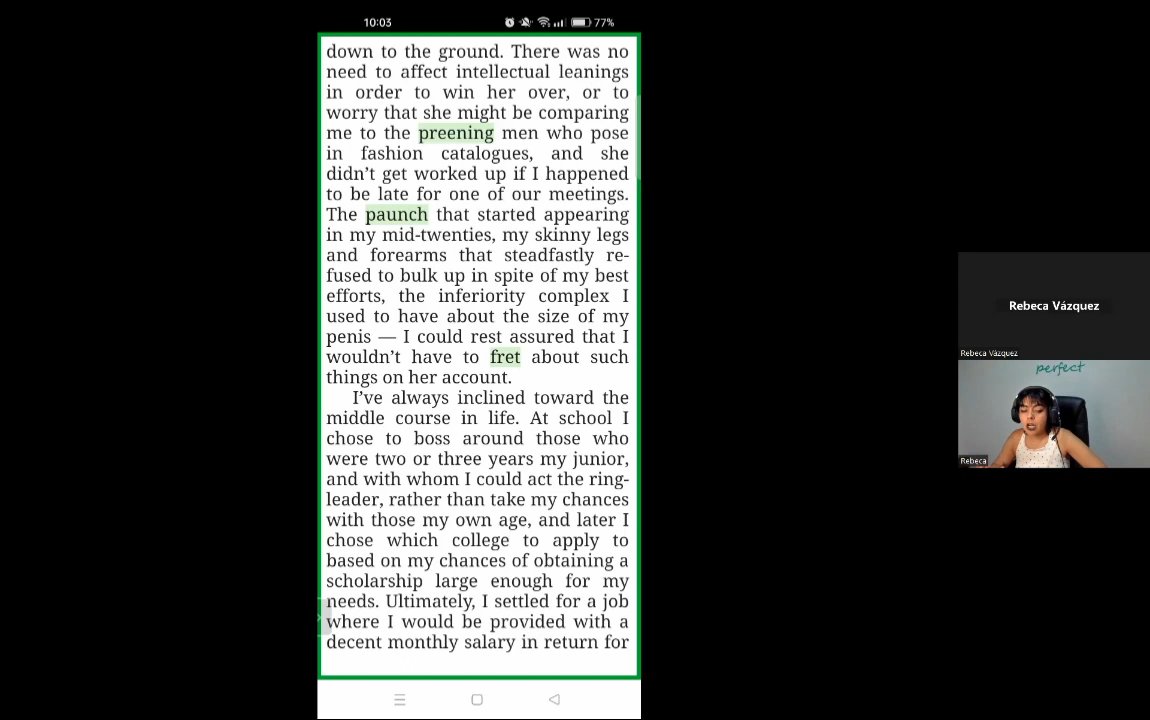 10:03
77%
down to the ground. There was no
need to affect intellectual leanings
in order to win her over, or to
worry that she might be comparing
me to the preening men who pose
in fashion catalogues, and she
didn’t get worked up if I happened
to be late for one of our meetings.
The paunch that started appearing
in my mid-twenties, my skinny legs
and forearms that steadfastly re-
fused to bulk up in spite of my best
efforts, the inferiority complex I
used to have about the size of my
penis — I could rest assured that I
wouldn’t have to fret about such
things on her account.
I’ve always inclined toward the
middle course in life. At school I
chose to boss around those who
were two or three years my junior,
and with whom I could act the ring-
leader, rather than take my chances
with those my own age, and later I
chose which college to apply to
based on my chances of obtaining a
scholarship large enough for my
needs. Ultimately, I settled for a job
where I would be provided with a
decent monthly salary in return for
Rebeca Vázquez
Rebeca Vázquez
perfect
Rebeca